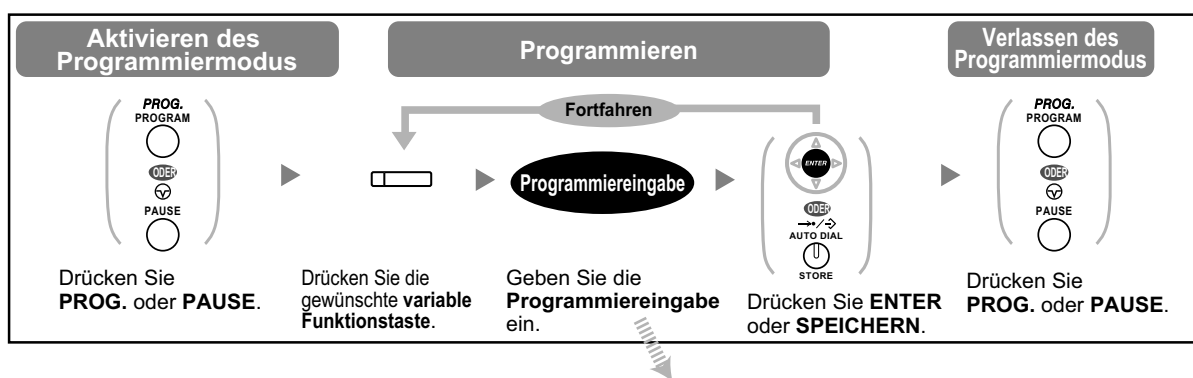 Aktivieren des
Programmiermodus
Programmieren
Verlassen des
Programmiermodus
Fortfahren
PROG.
PROGRAM
ODER
PAUSE
Programmiereingabe
ENTER
ODER
AUTO DIAL
STORE
PROG.
PROGRAM
ODER
PAUSE
Drücken Sie
PROG. oder PAUSE.
Drücken Sie die
gewünschte variable
Funktionstaste.
Geben Sie die
Programmiereingabe
ein.
Drücken Sie ENTER
oder SPEICHERN.
Drücken Sie
PROG. oder PAUSE.